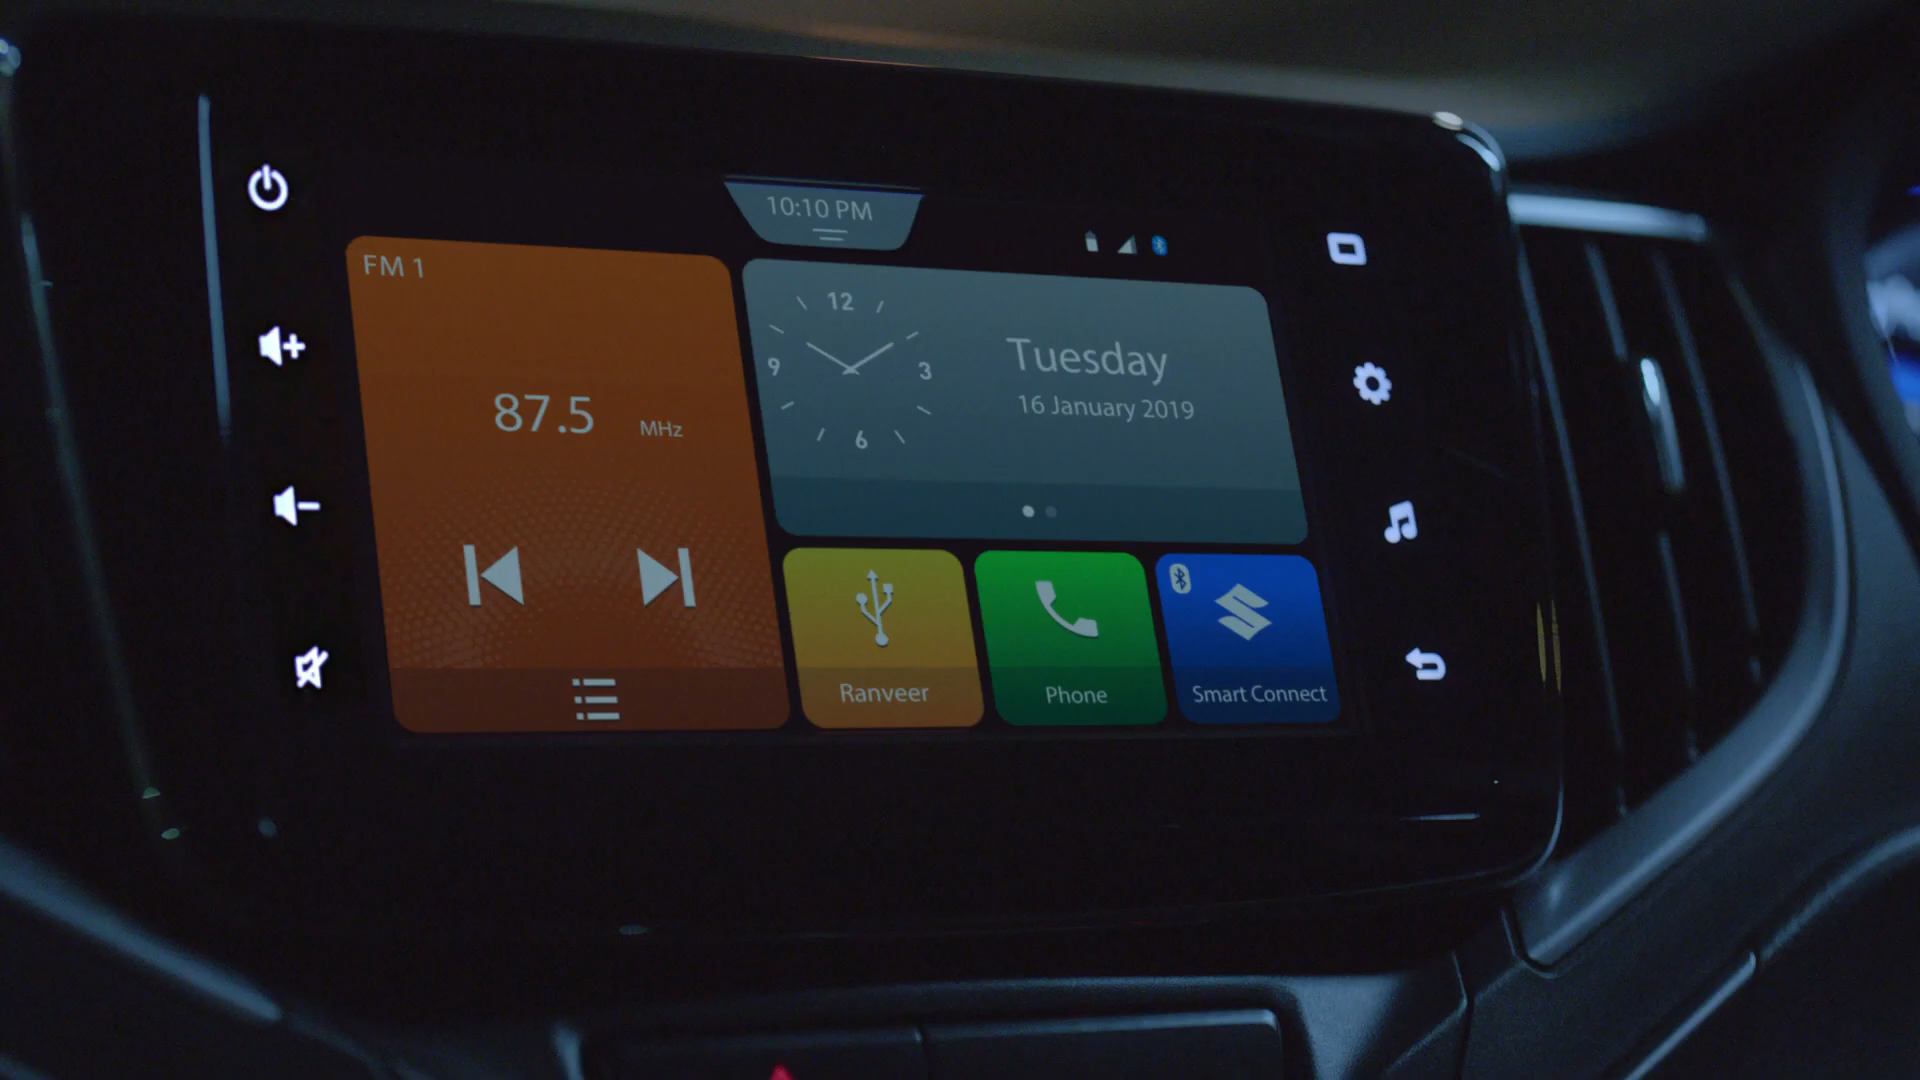 10:10 PM
FM 1
87.5 MHz
12
9
3
6
Tuesday
16 January 2019
Ranveer
Phone
Smart Connect